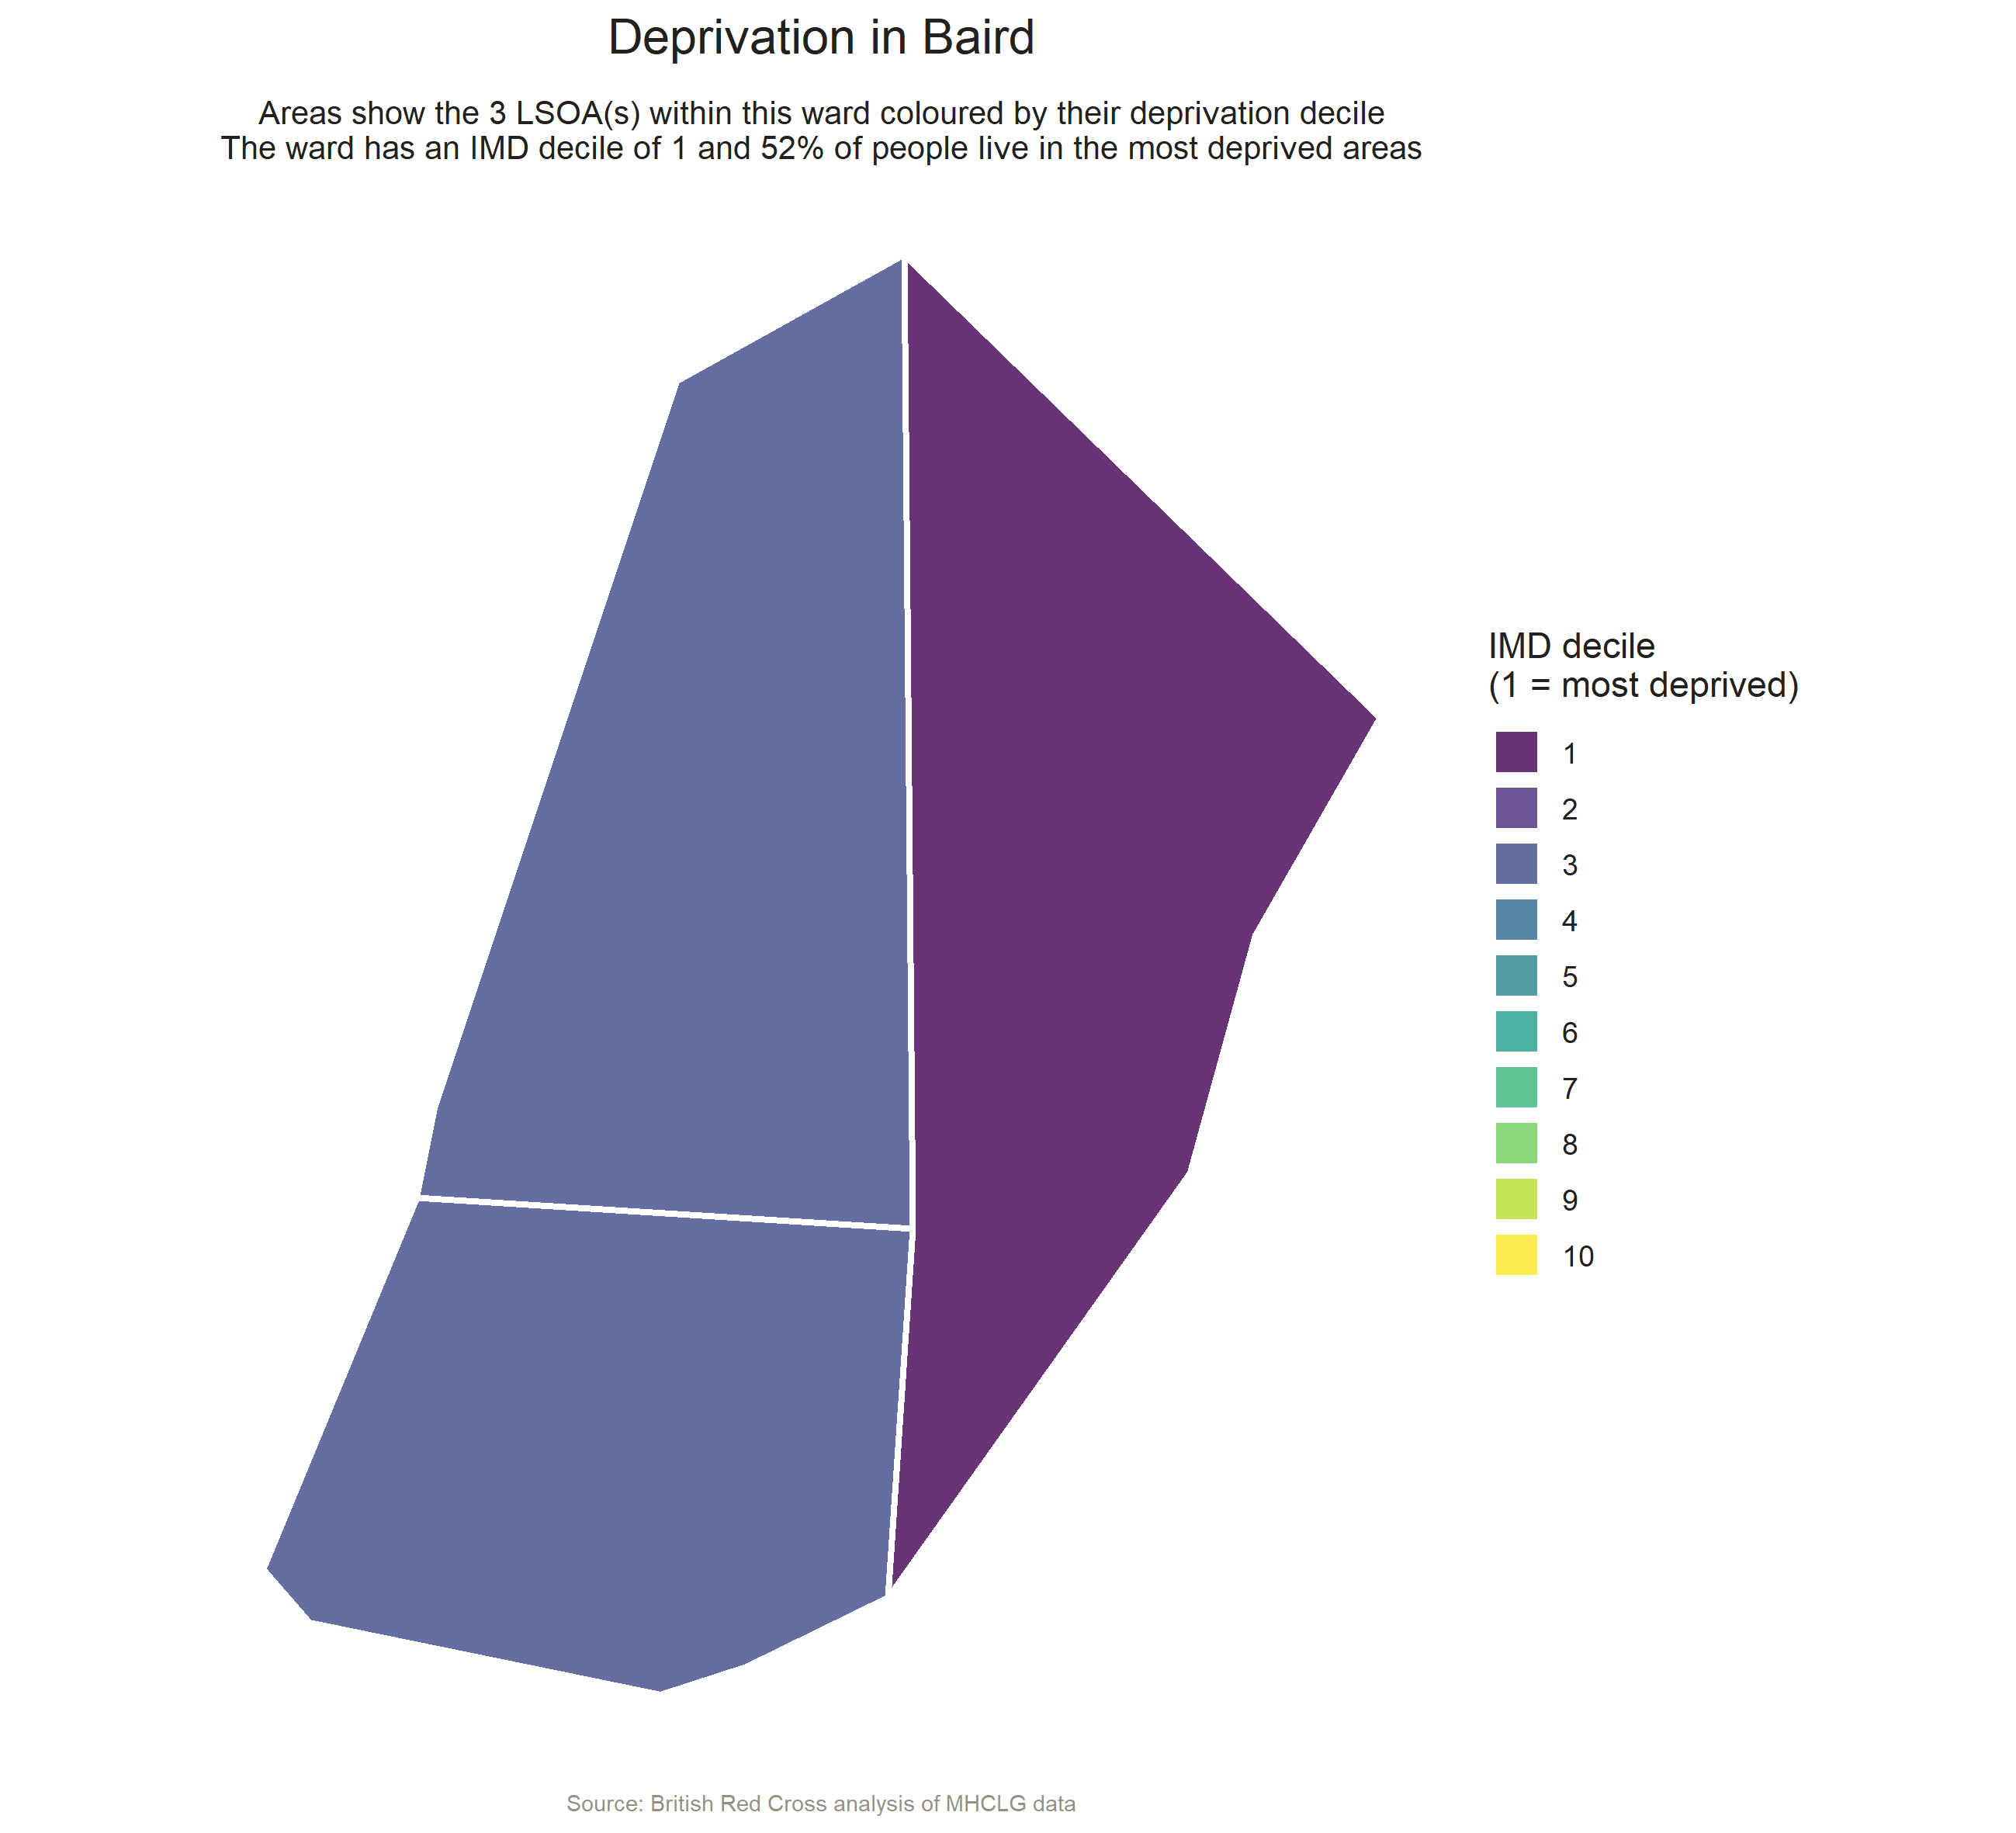 Deprivation in Baird
Areas show the 3 LSOA(s) within this ward coloured by their deprivation decile
The ward has an IMD decile of 1 and 52% of people live in the most deprived areas
IMD decile
(1 = most deprived)
1
2
3
4
5
6
7
8
9
10
Source: British Red Cross analysis of MHCLG data